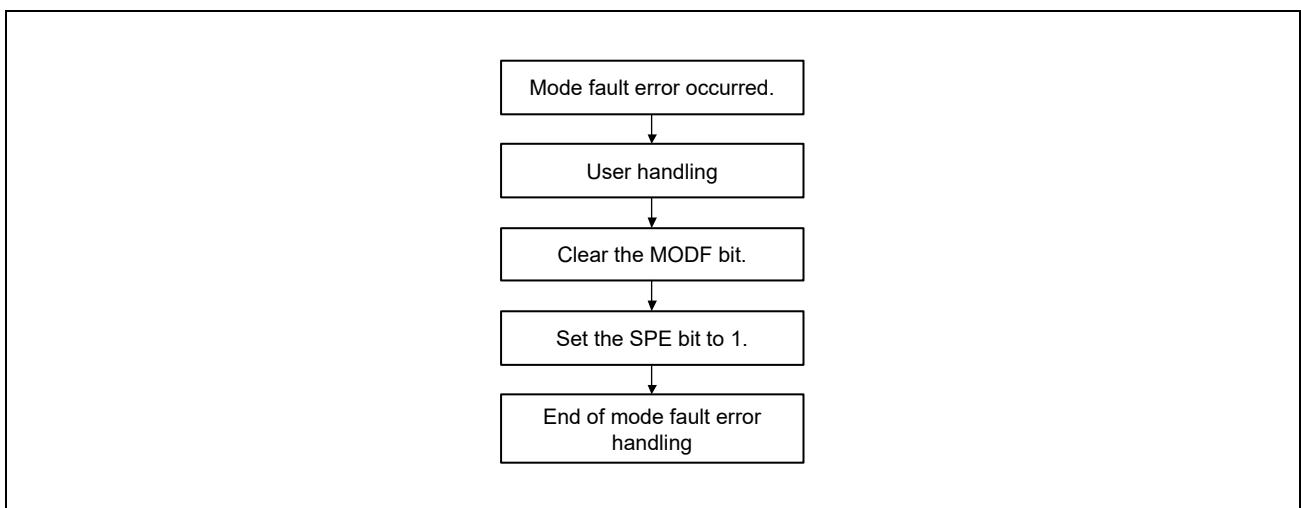 Mode fault error occurred.
User handling
Clear the MODF bit.
Set the SPE bit to 1.
End of mode fault error
handling